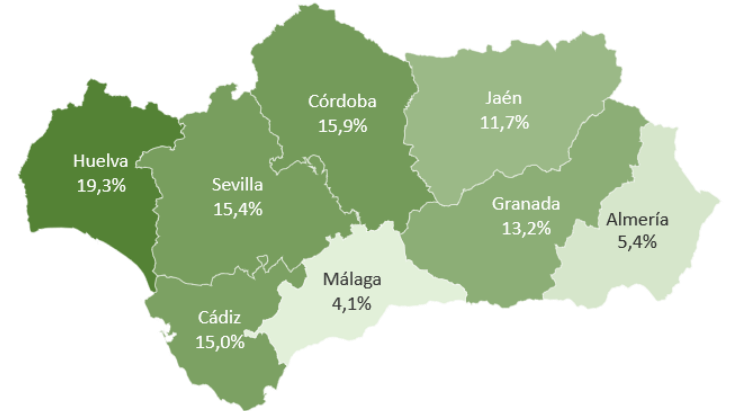 Córdoba
15,9%
Jaén
11,7%
Huelva
19,3%
Sevilla
15,4%
Granada
13,2%
Almería
5,4%
Málaga
4,1%
Cádiz
15,0%